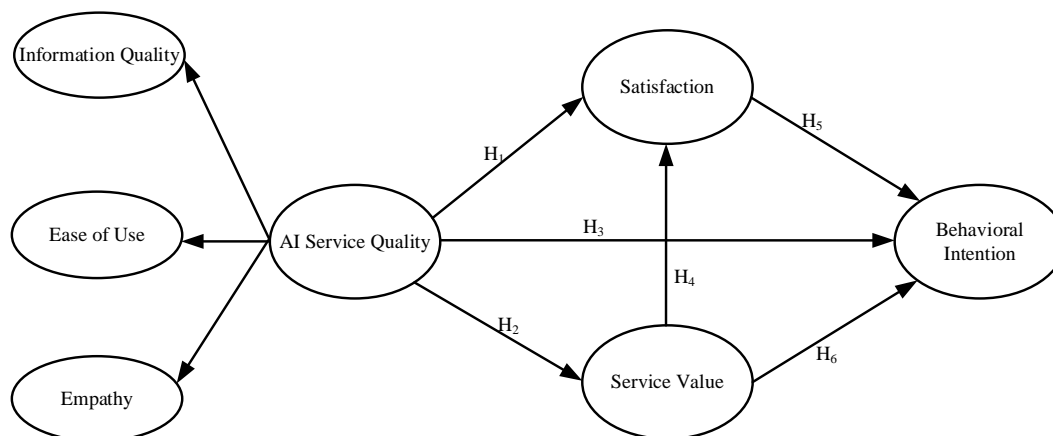 Information Quality
Satisfaction
H5
H1
Ease of Use
AI Service Quality
H3
Behavioral
Intention
H4
H2
H6
Empathy
Service Value